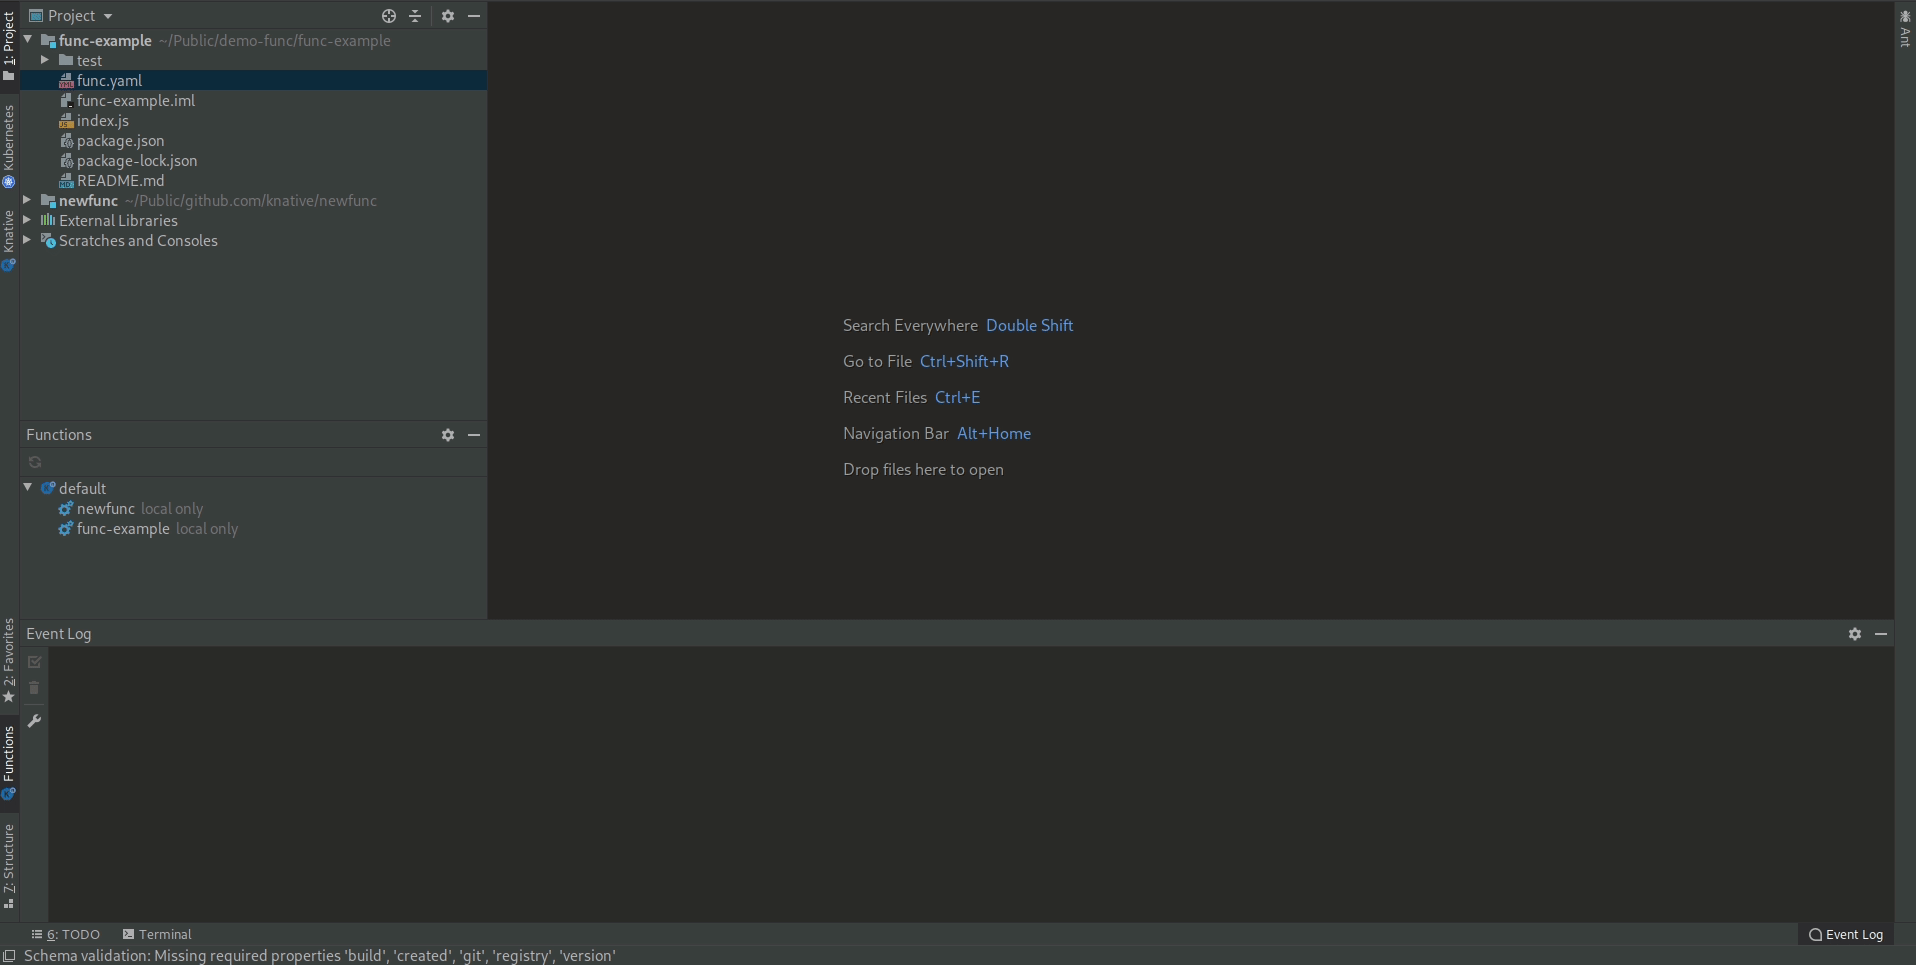 Project
func-example ~/Public/demo-func/func-example
test
func.yaml
func-example.iml
index.js
package.json
package-lock.json
README.md
newfunc ~/Public/github.com/knative/newfunc
External Libraries
Scratches and Consoles
1: Project
Kubernetes
Knative
2: Favorites
Functions
7: Structure
Ant
Search Everywhere Double Shift
Go to File Ctrl+Shift+R
Recent Files Ctrl+E
Navigation Bar Alt+Home
Drop files here to open
Functions
default
newfunc local only
func-example local only
Event Log
6: TODO
Terminal
Event Log
Schema validation: Missing required properties 'build', 'created', 'git', 'registry', 'version'